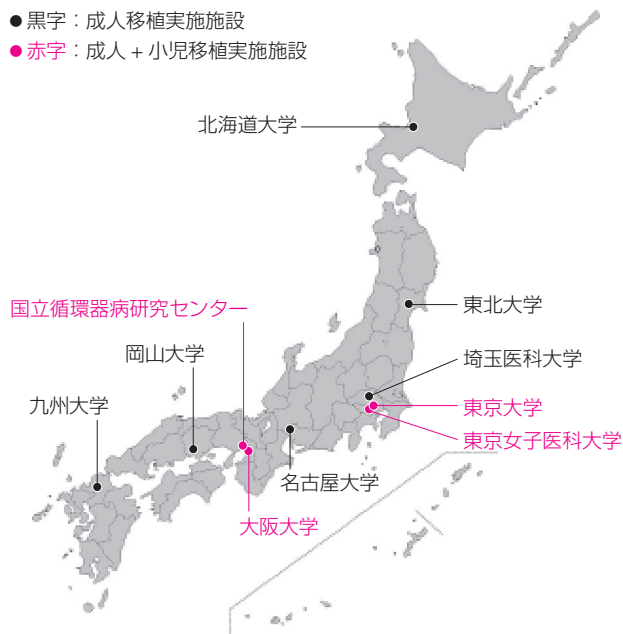 ●黒字：成人移植実施施設
●赤字：成人+小児移植実施施設
北海道大学
国立循環器病研究センター
東北大学
岡山大学
埼玉医科大学
九州大学
東京大学
東京女子医科大学
名古屋大学
大阪大学